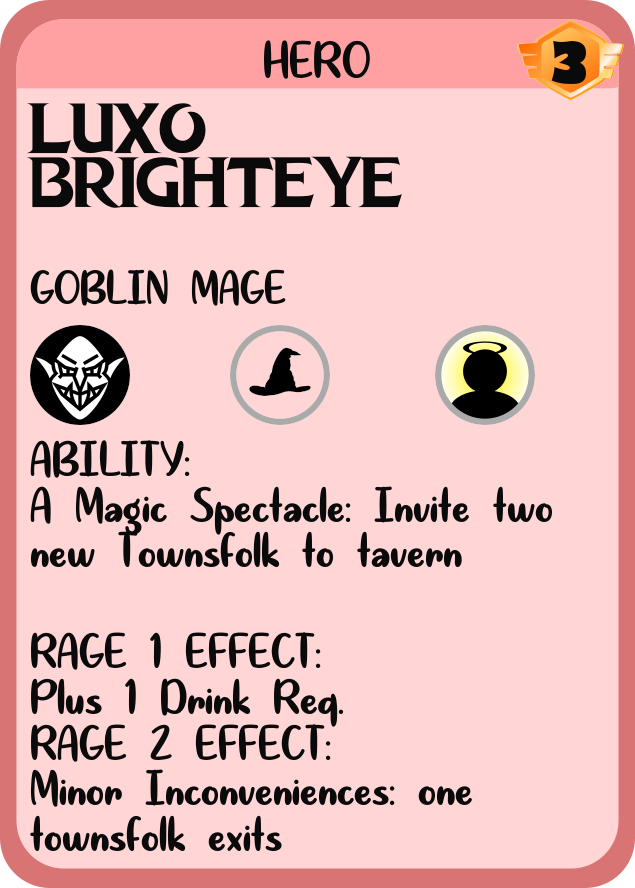 HERO
3
LUXO
BRIGHTEYE
GOBLIN MAGE
ABILITY:
A Magic Spectacle: Invite two
new Townsfolk to tavern
RAGE 1 EFFECT:
Plus 1 Drink Req.
RAGE 2 EFFECT:
Minor Inconveniences: one
townsfolk exits